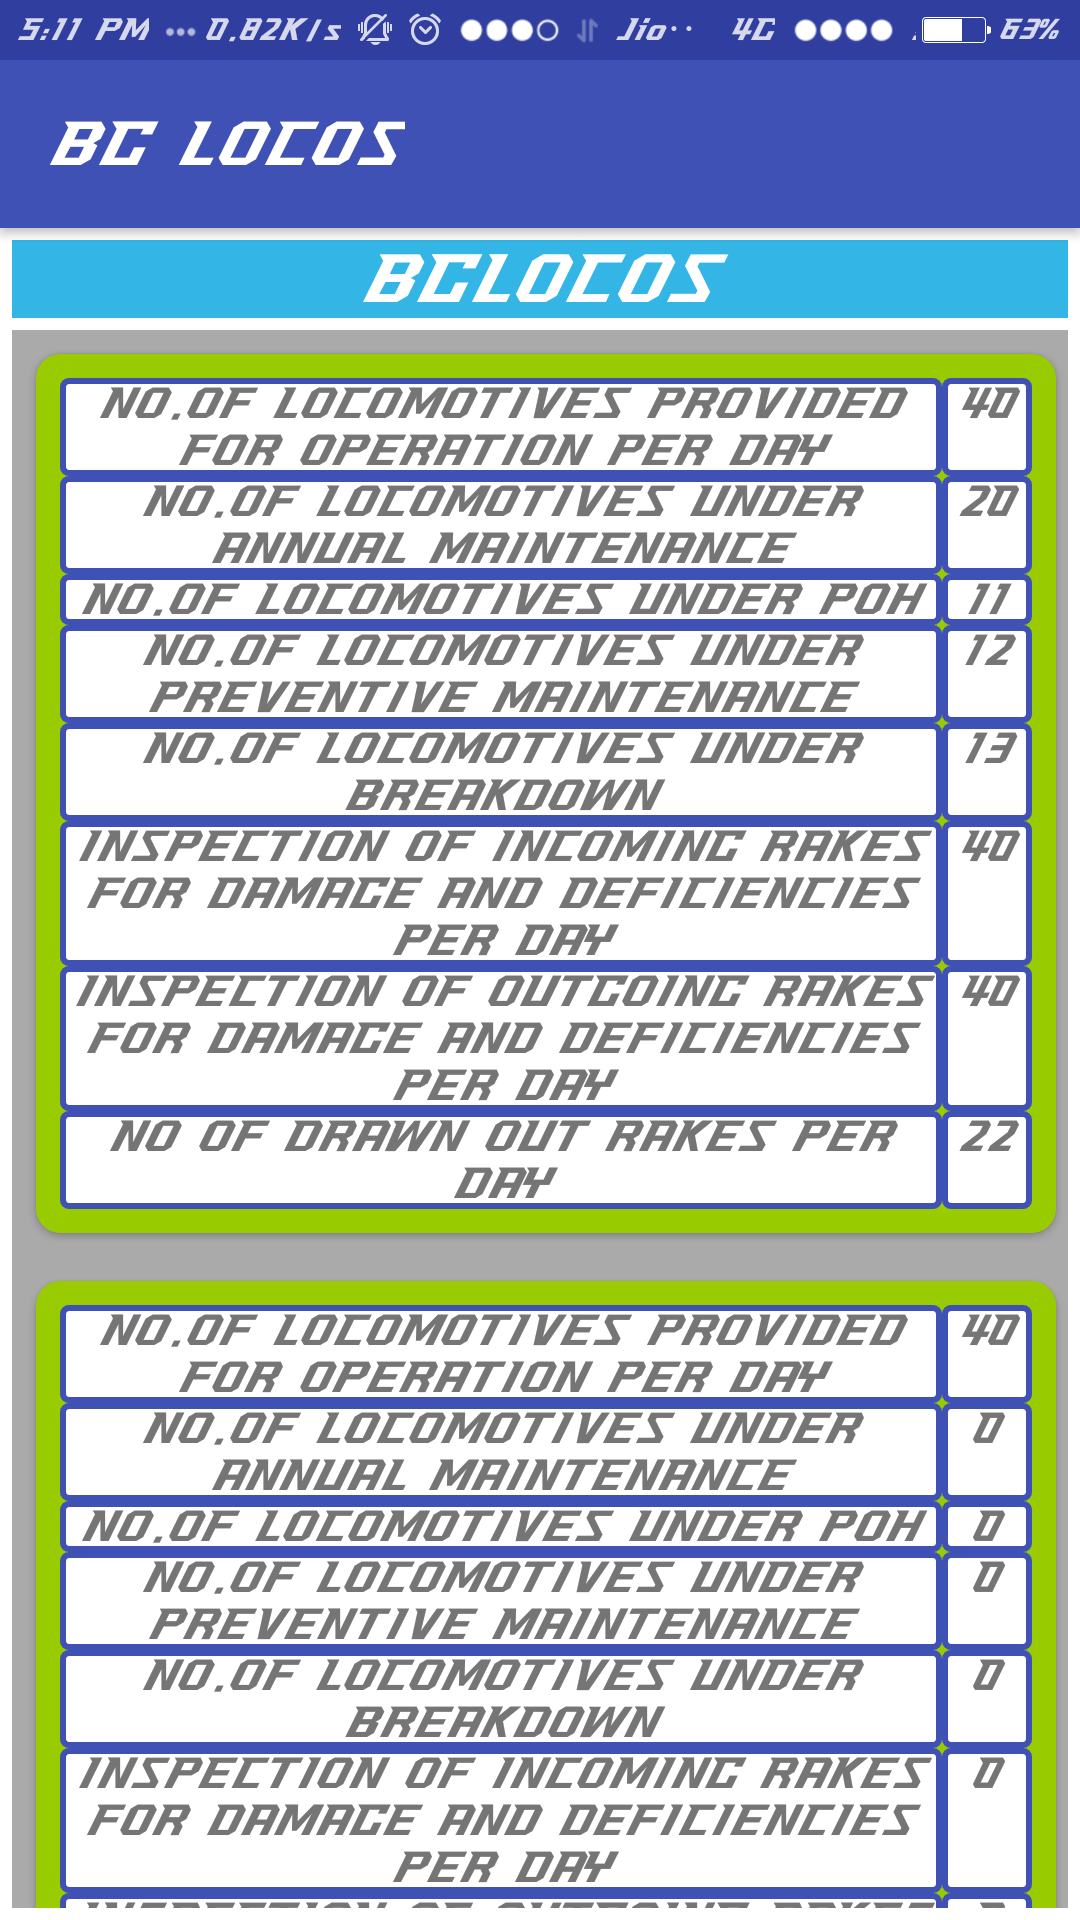 5:11 PM ... 0.82K/s Jio 4G 63%
BG LOCOS
BGLOCOS
NO.OF LOCOMOTIVES PROVIDED 40
FOR OPERATION PER DAY
NO.OF LOCOMOTIVES UNDER 20
ANNUAL MAINTENANCE
NO.OF LOCOMOTIVES UNDER POH 11
NO.OF LOCOMOTIVES UNDER 12
PREVENTIVE MAINTENANCE
NO.OF LOCOMOTIVES UNDER 13
BREAKDOWN
INSPECTION OF INCOMING RAKES 40
FOR DAMAGE AND DEFICIENCIES
PER DAY
INSPECTION OF OUTGOING RAKES 40
FOR DAMAGE AND DEFICIENCIES
PER DAY
NO OF DRAWN OUT RAKES PER 22
DAY
NO.OF LOCOMOTIVES PROVIDED 40
FOR OPERATION PER DAY
NO.OF LOCOMOTIVES UNDER 0
ANNUAL MAINTENANCE
NO.OF LOCOMOTIVES UNDER POH 0
NO.OF LOCOMOTIVES UNDER 0
PREVENTIVE MAINTENANCE
NO.OF LOCOMOTIVES UNDER 0
BREAKDOWN
INSPECTION OF INCOMING RAKES 0
FOR DAMAGE AND DEFICIENCIES
PER DAY